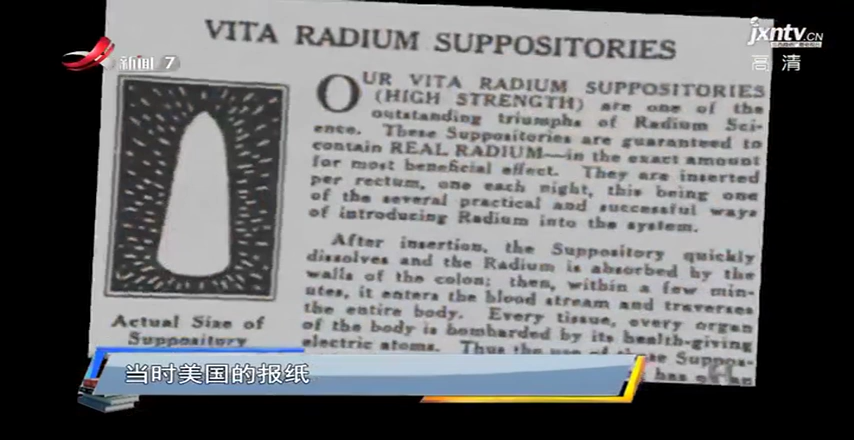 VITA RADIUM SUPPOSITORIES
jxntv.CN
新闻 7
高清
OUR VITA RADIUM SUPPOSITORIES
(HIGH STRENGTH) are one of the
outstanding triumphs of Radium Sci-
ence. These Suppositories are guaranteed to
contain REAL RADIUM—in the exact amount
for most beneficial effect. They are inserted
per rectum, one each night, this being one
of the several practical and successful ways
of introducing Radium into the system.
After insertion, the Suppository quickly
dissolves and the Radium is absorbed by the
walls of the colon; then, within a few min-
utes, it enters the blood stream and traverses
the entire body. Every tissue, every organ
of the body is bombarded by its health-giving
electric atoms. Thus the use of these Suppos-
has
Actual Size of
Suppository
当时美国的报纸